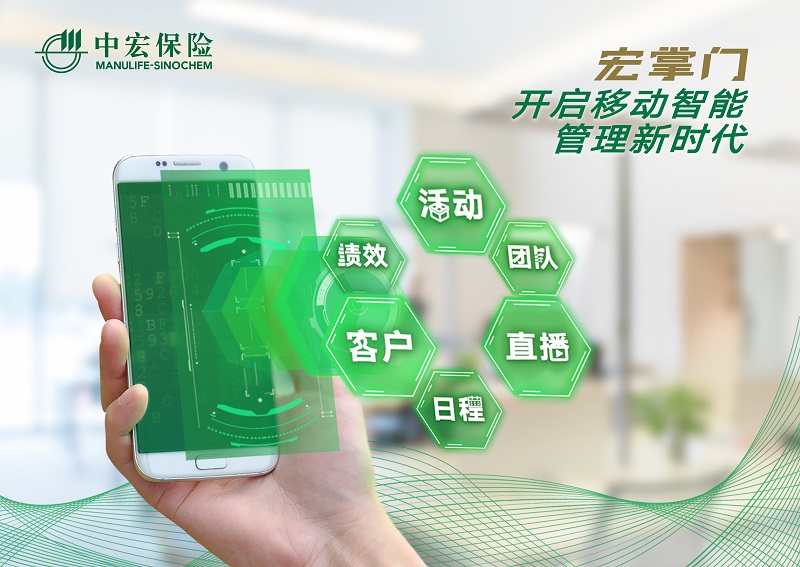 中宏保险
MANULIFE-SINOCHEM
宏掌门
开启移动智能
管理新时代
活动
绩效
团队
客户
直播
日程